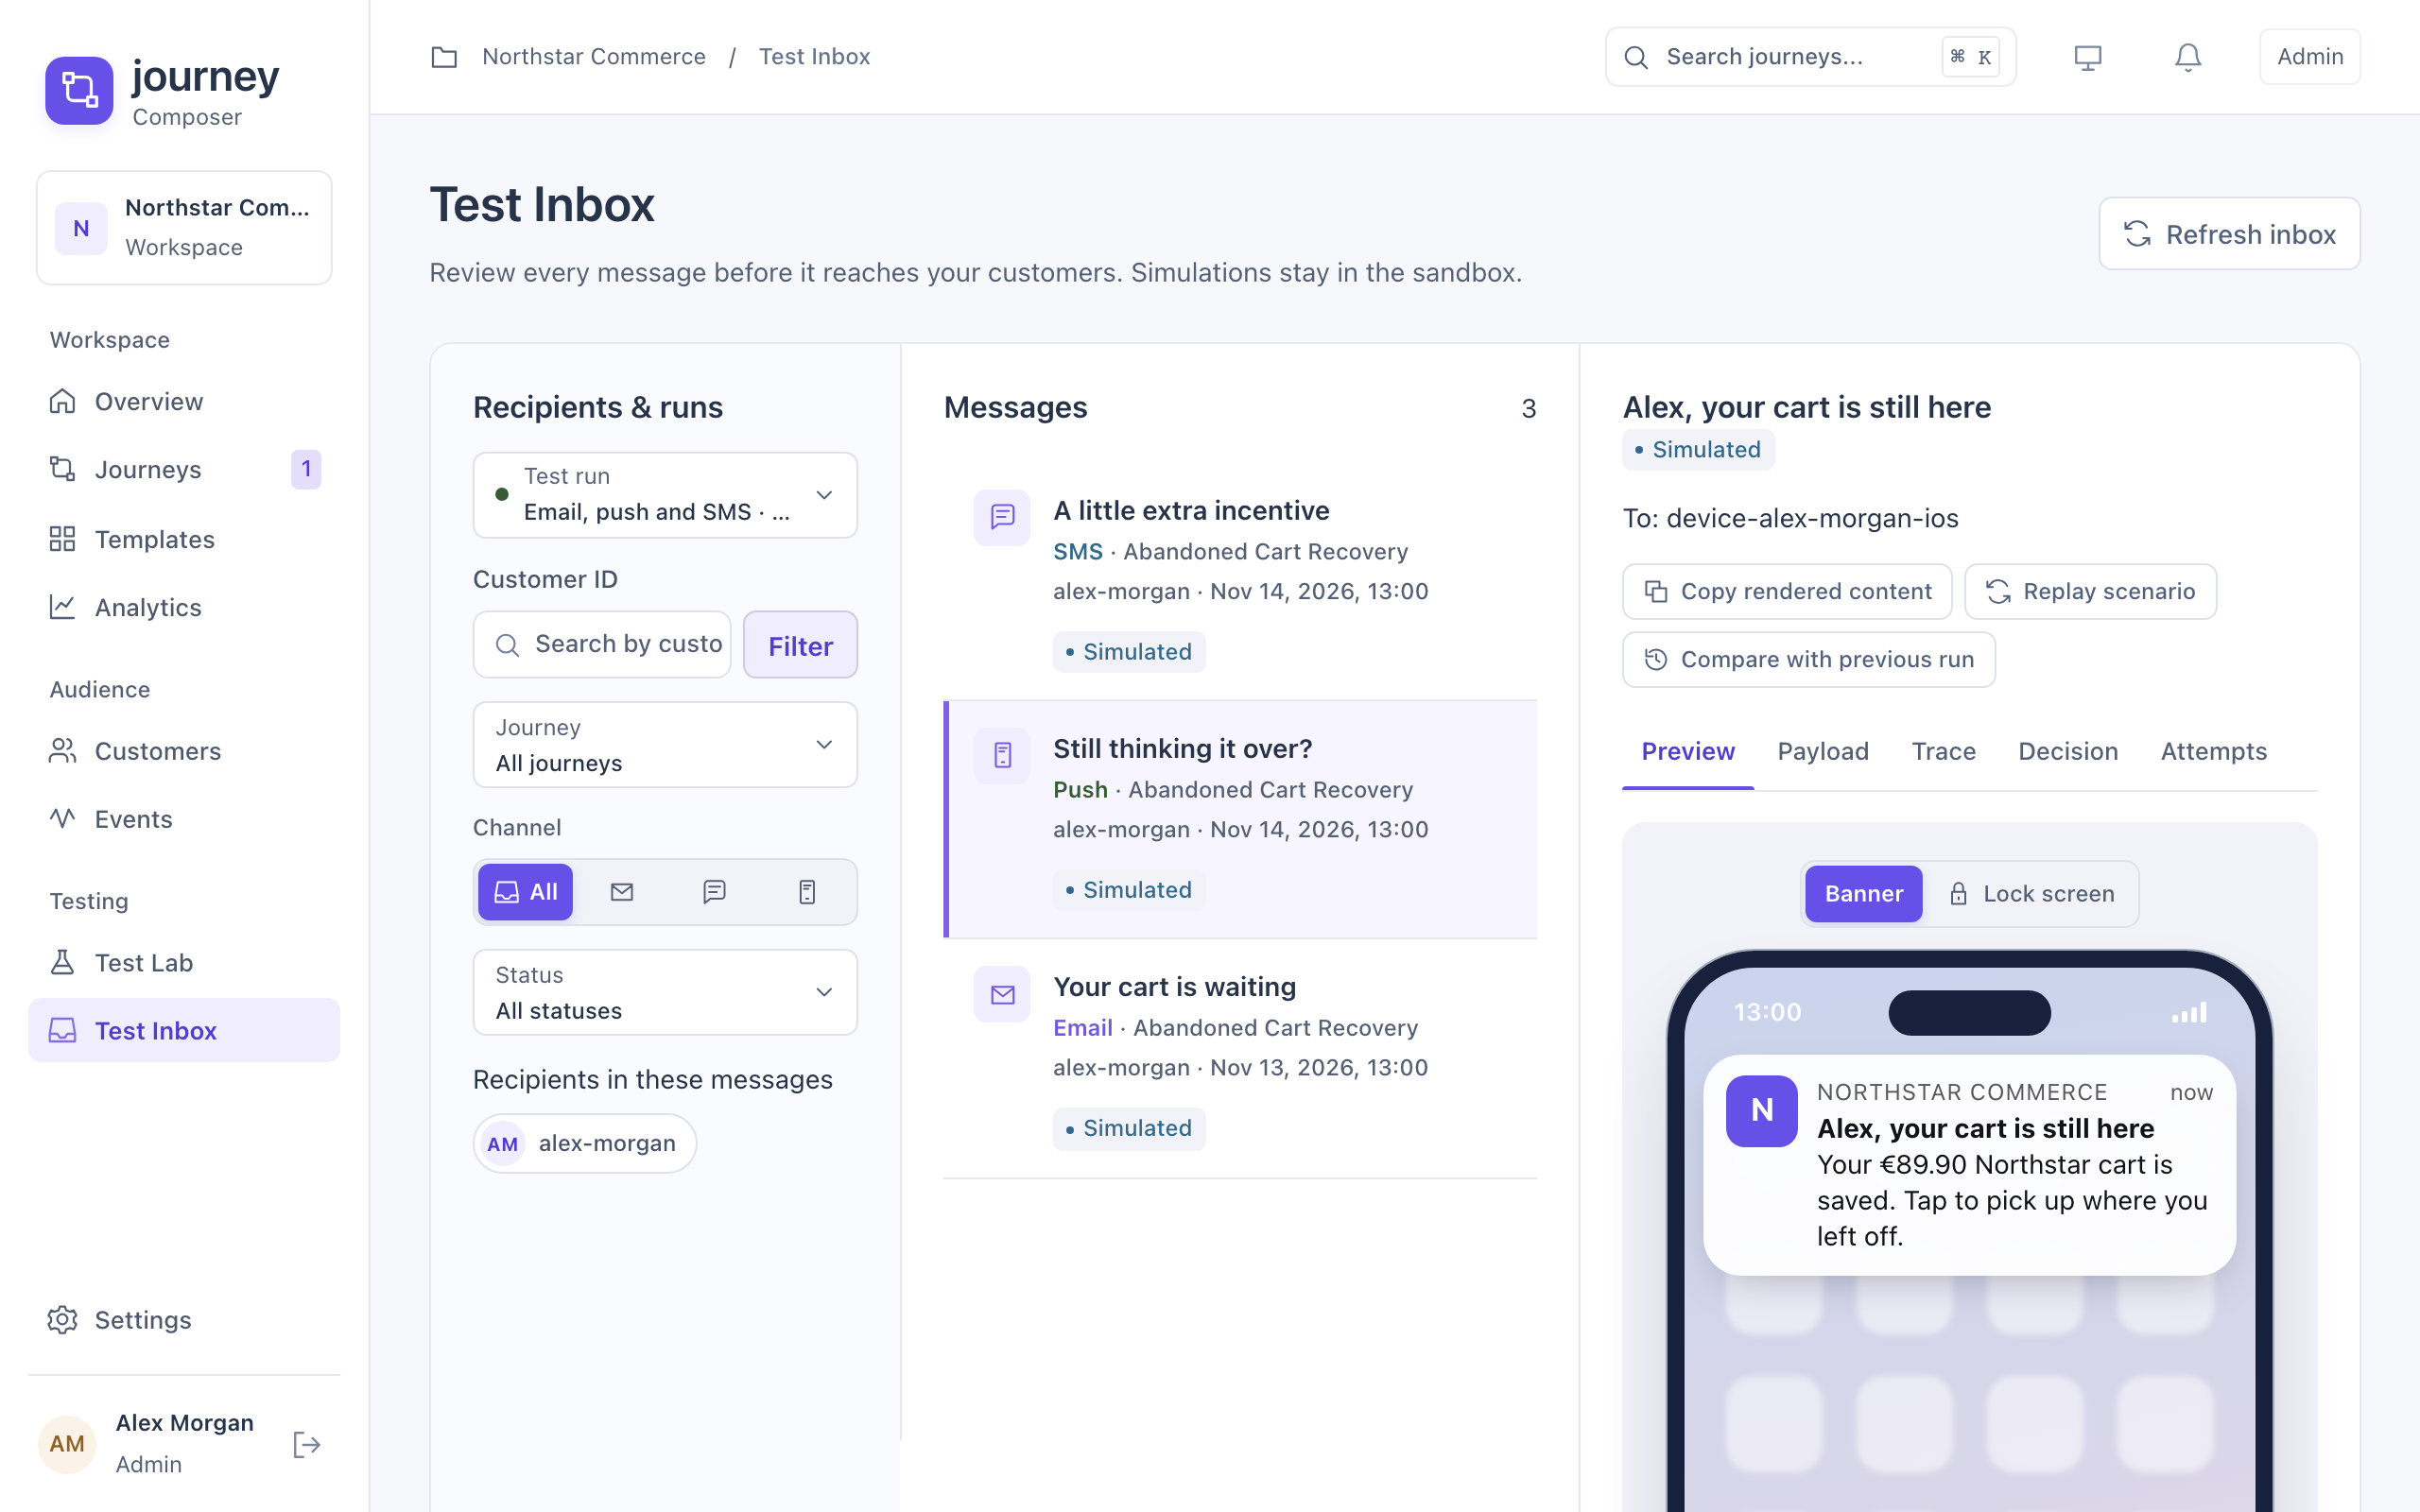 journey
Composer
N
Northstar Com...
Workspace
Workspace
Overview
Journeys
1
Templates
Analytics
Audience
Customers
Events
Testing
Test Lab
Test Inbox
Settings
AM
Alex Morgan
Admin
Northstar Commerce / Test Inbox
Search journeys...
⌘ K
Admin
Test Inbox
Review every message before it reaches your customers. Simulations stay in the sandbox.
Refresh inbox
Recipients & runs
Test run
Email, push and SMS · ...
Customer ID
Search by custo
Filter
Journey
All journeys
Channel
All
Status
All statuses
Recipients in these messages
AM
alex-morgan
Messages
3
A little extra incentive
SMS · Abandoned Cart Recovery
alex-morgan · Nov 14, 2026, 13:00
• Simulated
Still thinking it over?
Push · Abandoned Cart Recovery
alex-morgan · Nov 14, 2026, 13:00
• Simulated
Your cart is waiting
Email · Abandoned Cart Recovery
alex-morgan · Nov 13, 2026, 13:00
• Simulated
Alex, your cart is still here
• Simulated
To: device-alex-morgan-ios
Copy rendered content
Replay scenario
Compare with previous run
Preview
Payload
Trace
Decision
Attempts
Banner
Lock screen
13:00
N
NORTHSTAR COMMERCE
now
Alex, your cart is still here
Your €89.90 Northstar cart is
saved. Tap to pick up where you
left off.